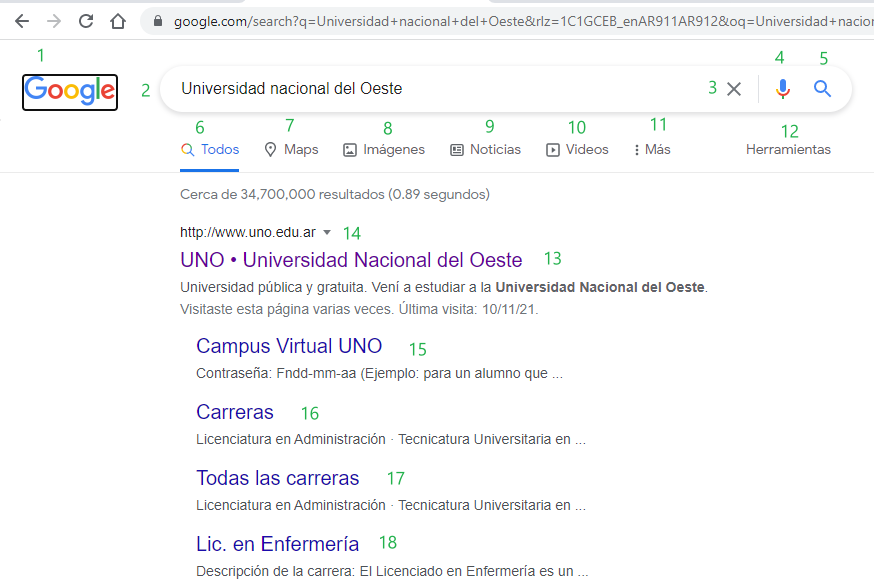 google.com/search?q=Universidad+nacional+del+Oeste&rlz=1C1GCEB_enAR911AR912&oq=Universidad+nacion
1
4
5
Google
2
Universidad nacional del Oeste
3
6
7
8
9
10
11
12
Todos
Maps
Imágenes
Noticias
Videos
Más
Herramientas
Cerca de 34,700,000 resultados (0.89 segundos)
http://www.uno.edu.ar 14
UNO • Universidad Nacional del Oeste 13
Universidad pública y gratuita. Vení a estudiar a la Universidad Nacional del Oeste.
Visitaste esta página varias veces. Última visita: 10/11/21.
Campus Virtual UNO 15
Contraseña: Fndd-mm-aa (Ejemplo: para un alumno que ...
Carreras 16
Licenciatura en Administración · Tecnicatura Universitaria en ...
Todas las carreras 17
Licenciatura en Administración · Tecnicatura Universitaria en ...
Lic. en Enfermería 18
Descripción de la carrera: El Licenciado en Enfermería es un ...